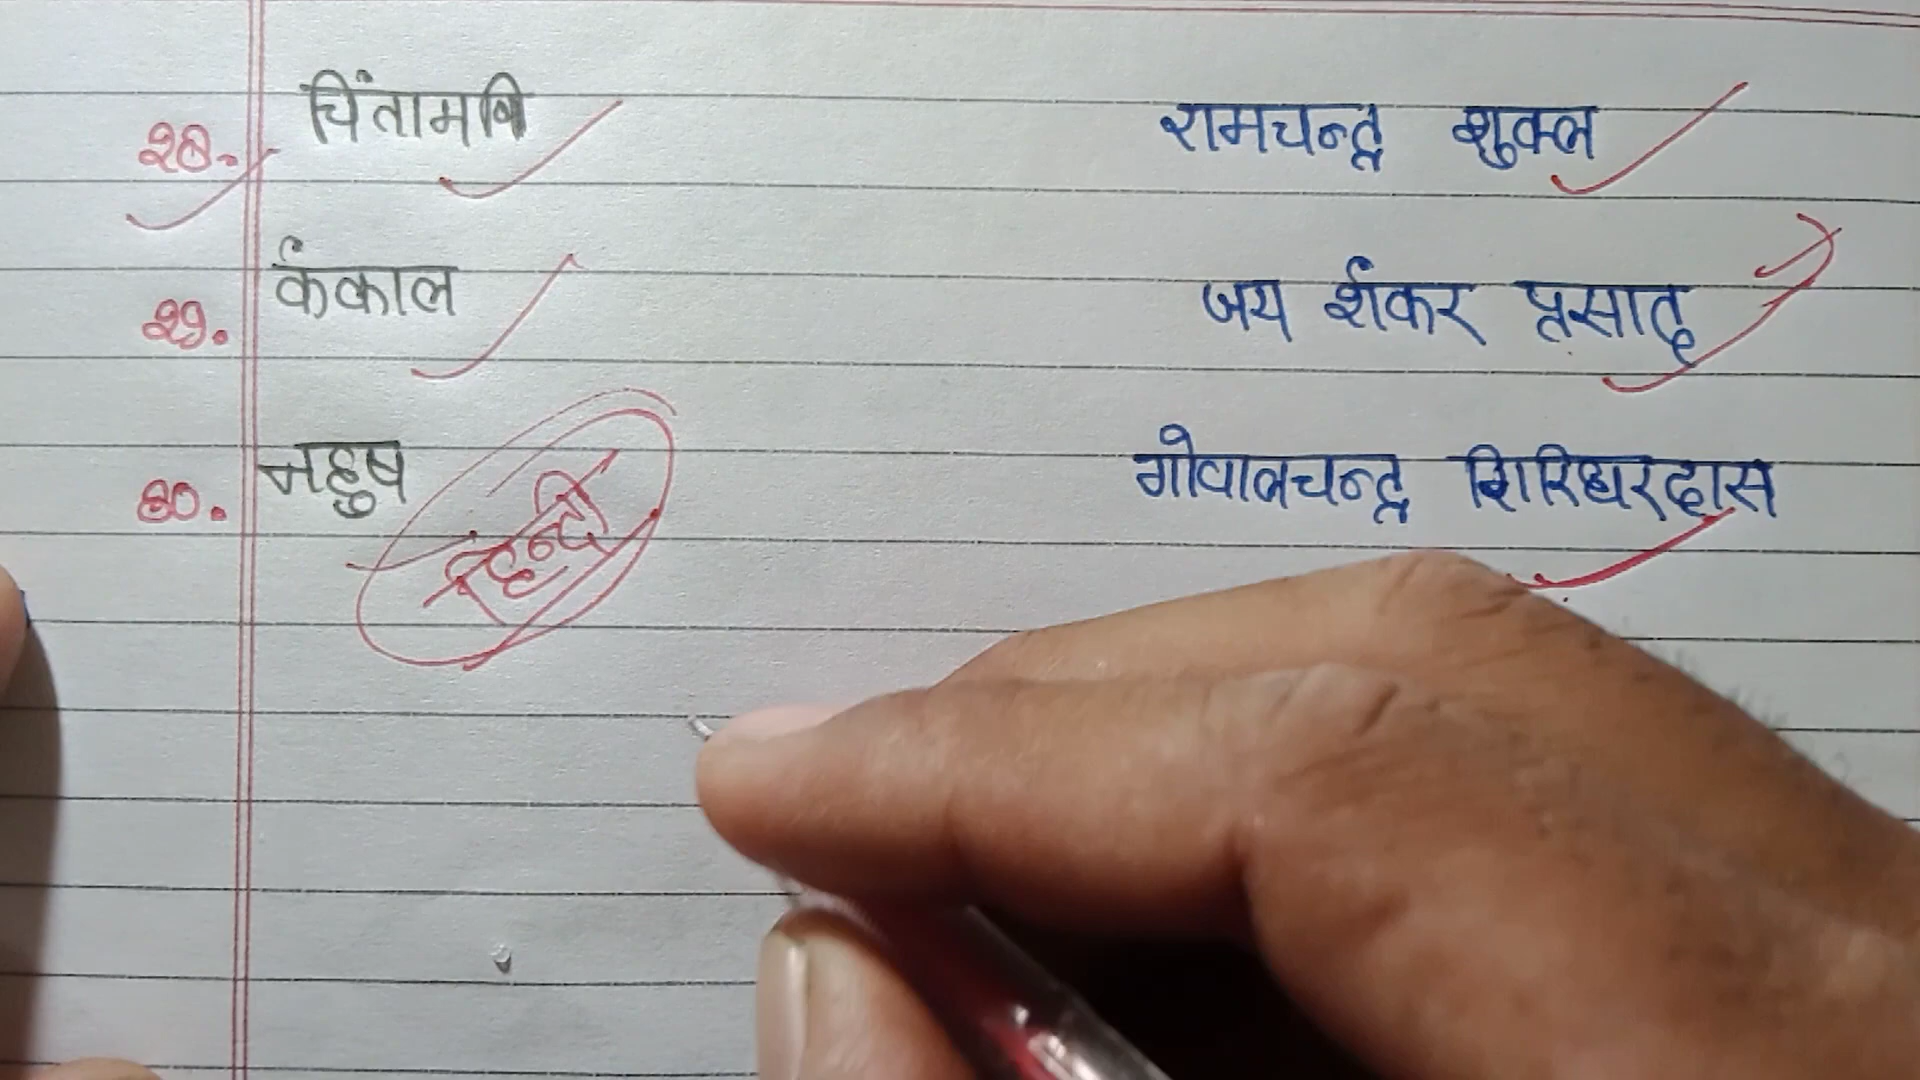 २८. चिंतामणि रामचन्द्र शुक्ल
२९. कंकाल जय शंकर प्रसाद
३०. नहुष गोपालचन्द्र गिरिधरदास
हिन्दी